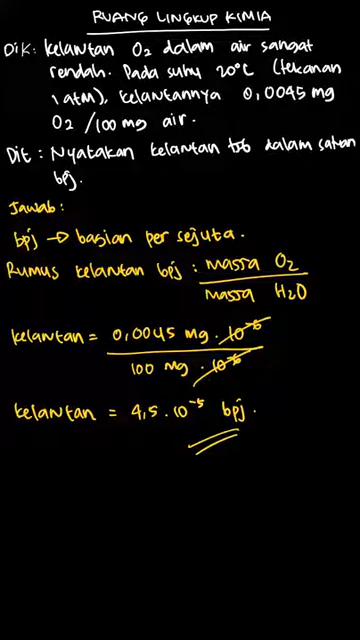 RUANG LINGKUP KIMIA
Dik: kelarutan O2 dalam air sangat
rendah. Pada suhu 20°C (tekanan
1 atm), kelarutannya 0,0045 mg
O2 /100 mg air.
Dit: Nyatakan kelarutan tsb dalam satuan
bpj.
Jawab:
bpj → bagian per sejuta.
Rumus kelarutan bpj: massa O2
massa H2O
kelarutan = 0,0045 mg . 10⁻⁶
100 mg . 10⁻⁶
kelarutan = 4,5 . 10⁻⁵ bpj.